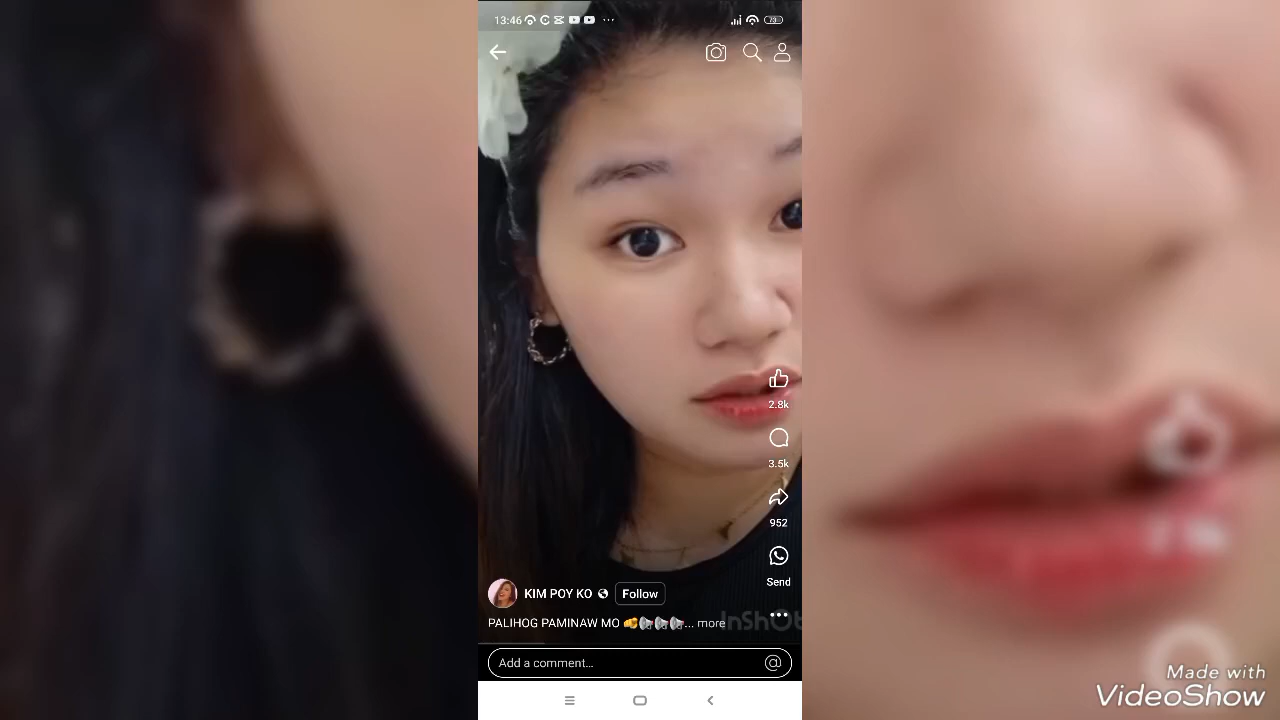 13:46
73
2.8k
3.5k
952
Send
KIM POY KO
Follow
PALIHOG PAMINAW MO ... more
InShOt
Add a comment...
@
Made with
VideoShow